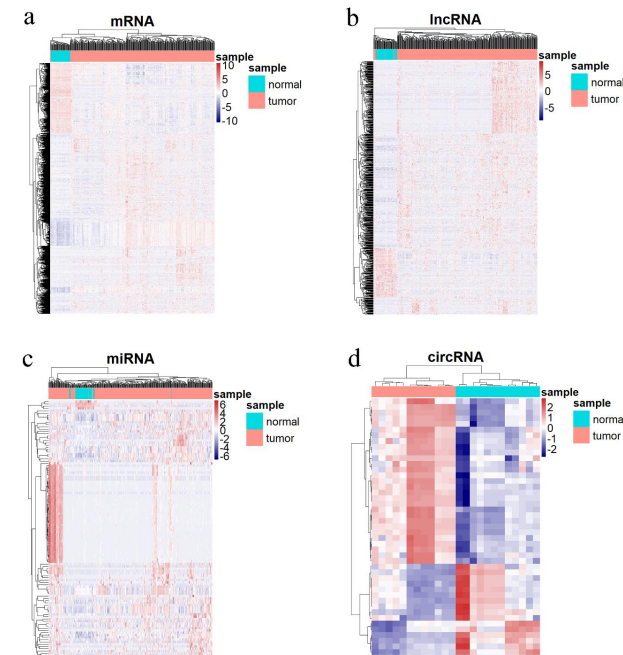 a
mRNA
sample
10
5
0
-5
-10
sample
normal
tumor
b
lncRNA
sample
5
0
-5
sample
normal
tumor
c
miRNA
sample
6
4
2
0
-2
-4
-6
sample
normal
tumor
d
circRNA
sample
2
1
0
-1
-2
sample
norma
tumor